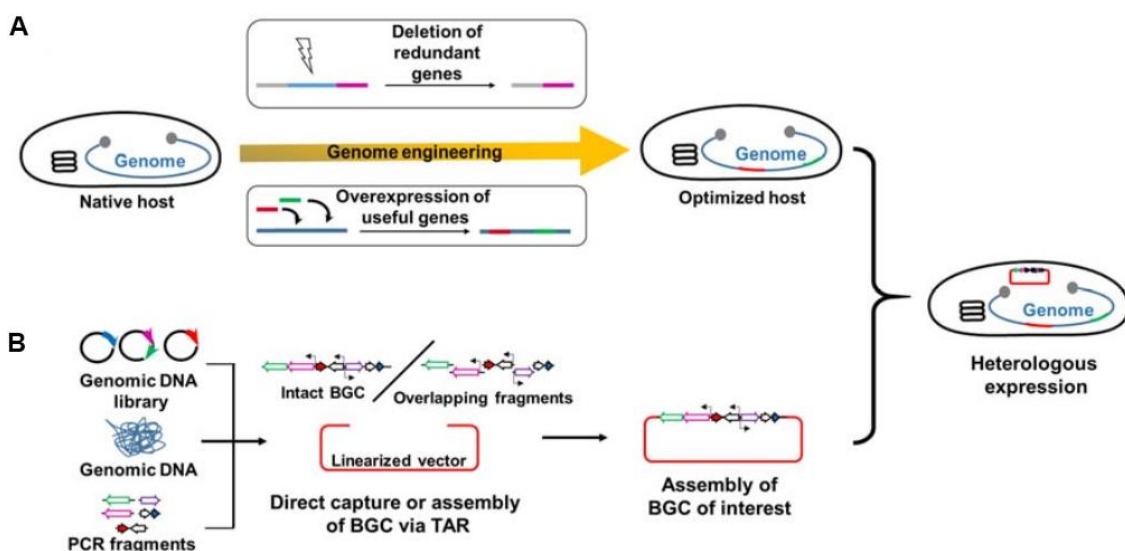 A
Deletion of
redundant
genes
Genome
Native host
Genome engineering
Genome
Optimized host
Overexpression of
useful genes
Genome
Heterologous
expression
B
Genomic DNA
library
Genomic DNA
PCR fragments
Intact BGC
Overlapping fragments
Linearized vector
Direct capture or assembly
of BGC via TAR
Assembly of
BGC of interest